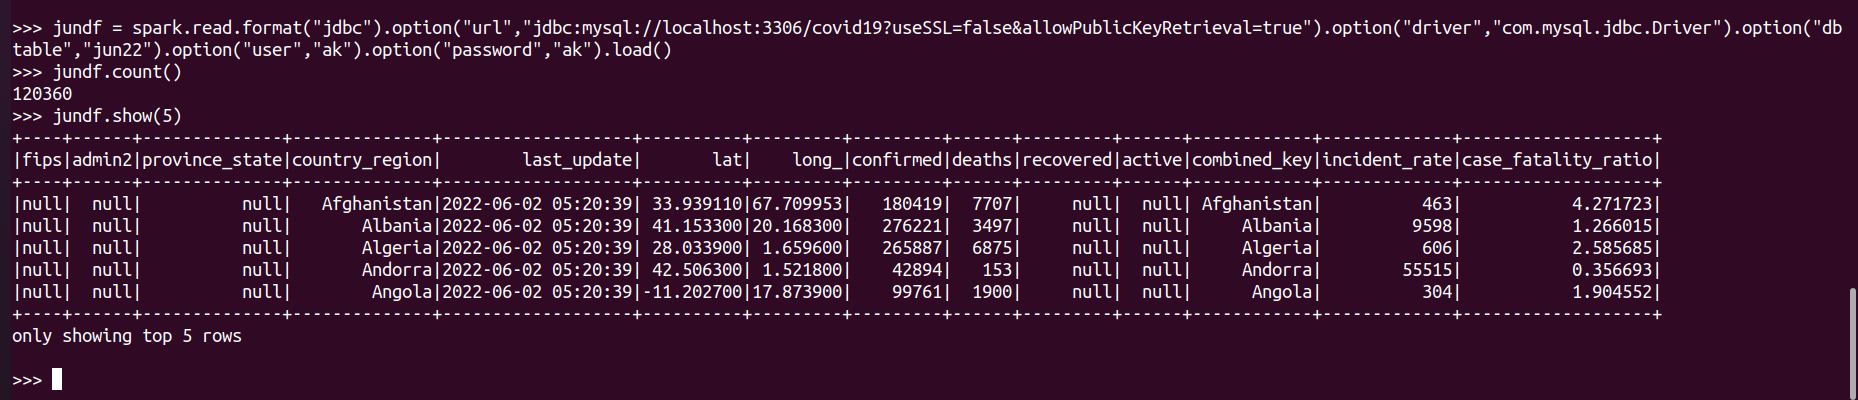 >>> jundf = spark.read.format("jdbc").option("url","jdbc:mysql://localhost:3306/covid19?useSSL=false&allowPublicKeyRetrieval=true").option("driver","com.mysql.jdbc.Driver").option("db
table","jun22").option("user","ak").option("password","ak").load()
>>> jundf.count()
120360
>>> jundf.show(5)
+----+------+--------------+--------------+-------------------+----------+---------+---------+------+---------+------+------------+-------------+-------------------+
|fips|admin2|province_state|country_region|        last_update|       lat|    long_|confirmed|deaths|recovered|active|combined_key|incident_rate|case_fatality_ratio|
+----+------+--------------+--------------+-------------------+----------+---------+---------+------+---------+------+------------+-------------+-------------------+
|null|  null|          null|   Afghanistan|2022-06-02 05:20:39| 33.939110|67.709953|   180419|  7707|     null|  null| Afghanistan|          463|           4.271723|
|null|  null|          null|       Albania|2022-06-02 05:20:39| 41.153300|20.168300|   276221|  3497|     null|  null|     Albania|         9598|           1.266015|
|null|  null|          null|       Algeria|2022-06-02 05:20:39| 28.033900| 1.659600|   265887|  6875|     null|  null|     Algeria|          606|           2.585685|
|null|  null|          null|       Andorra|2022-06-02 05:20:39| 42.506300| 1.521800|    42894|   153|     null|  null|     Andorra|        55515|           0.356693|
|null|  null|          null|        Angola|2022-06-02 05:20:39|-11.202700|17.873900|    99761|  1900|     null|  null|      Angola|          304|           1.904552|
+----+------+--------------+--------------+-------------------+----------+---------+---------+------+---------+------+------------+-------------+-------------------+
only showing top 5 rows
>>>